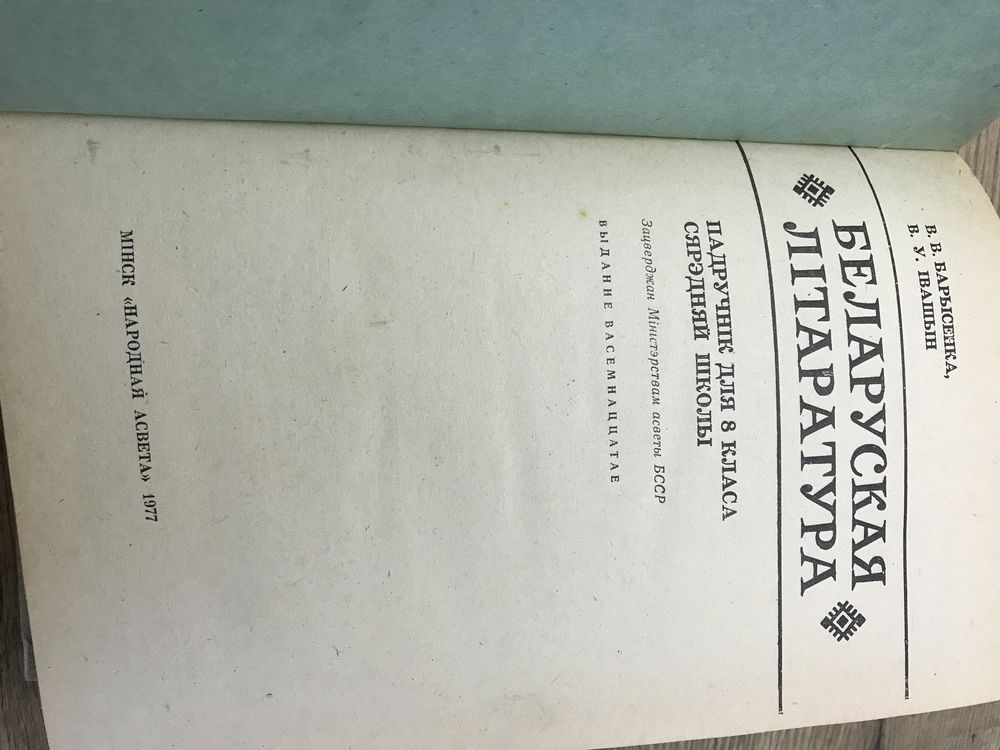 В. В. БАРЫСЕНКА,
В. У. ІВАШЫН
БЕЛАРУСКАЯ
ЛІТАРАТУРА
ПАДРУЧНІК ДЛЯ 8 КЛАСА
СЯРЭДНЯЙ ШКОЛЫ
Зацверджан Міністэрствам асветы БССР
ВЫДАННЕ ВАСЕМНАЦЦАТАЕ
МІНСК «НАРОДНАЯ АСВЕТА» 1977